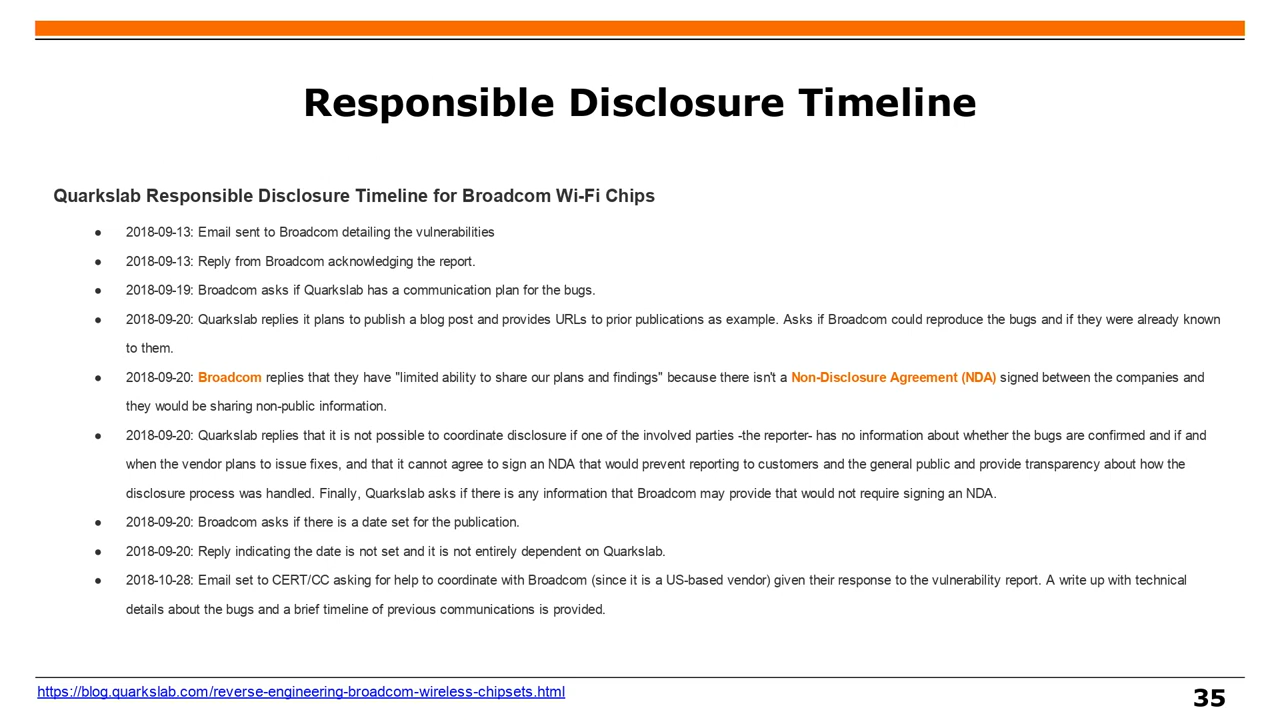 Responsible Disclosure Timeline
Quarkslab Responsible Disclosure Timeline for Broadcom Wi-Fi Chips
● 2018-09-13: Email sent to Broadcom detailing the vulnerabilities
● 2018-09-13: Reply from Broadcom acknowledging the report.
● 2018-09-19: Broadcom asks if Quarkslab has a communication plan for the bugs.
● 2018-09-20: Quarkslab replies it plans to publish a blog post and provides URLs to prior publications as example. Asks if Broadcom could reproduce the bugs and if they were already known
to them.
● 2018-09-20: Broadcom replies that they have "limited ability to share our plans and findings" because there isn't a Non-Disclosure Agreement (NDA) signed between the companies and
they would be sharing non-public information.
● 2018-09-20: Quarkslab replies that it is not possible to coordinate disclosure if one of the involved parties -the reporter- has no information about whether the bugs are confirmed and if and
when the vendor plans to issue fixes, and that it cannot agree to sign an NDA that would prevent reporting to customers and the general public and provide transparency about how the
disclosure process was handled. Finally, Quarkslab asks if there is any information that Broadcom may provide that would not require signing an NDA.
● 2018-09-20: Broadcom asks if there is a date set for the publication.
● 2018-09-20: Reply indicating the date is not set and it is not entirely dependent on Quarkslab.
● 2018-10-28: Email set to CERT/CC asking for help to coordinate with Broadcom (since it is a US-based vendor) given their response to the vulnerability report. A write up with technical
details about the bugs and a brief timeline of previous communications is provided.
https://blog.quarkslab.com/reverse-engineering-broadcom-wireless-chipsets.html
35